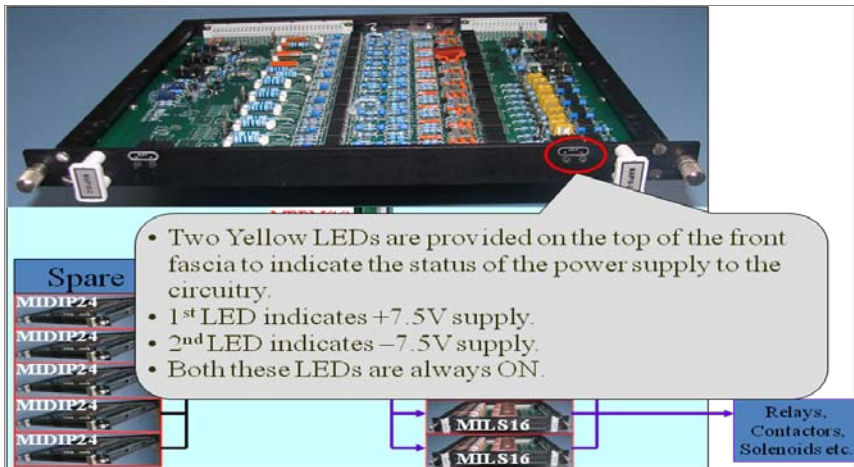 • Two Yellow LEDs are provided on the top of the front
fascia to indicate the status of the power supply to the
circuitry.
• 1st LED indicates +7.5V supply.
• 2nd LED indicates –7.5V supply.
• Both these LEDs are always ON.
Spare
MIDIP24
MIDIP24
MIDIP24
MIDIP24
MIDIP24
MILS16
MILS16
Relays,
Contactors,
Solenoids etc.